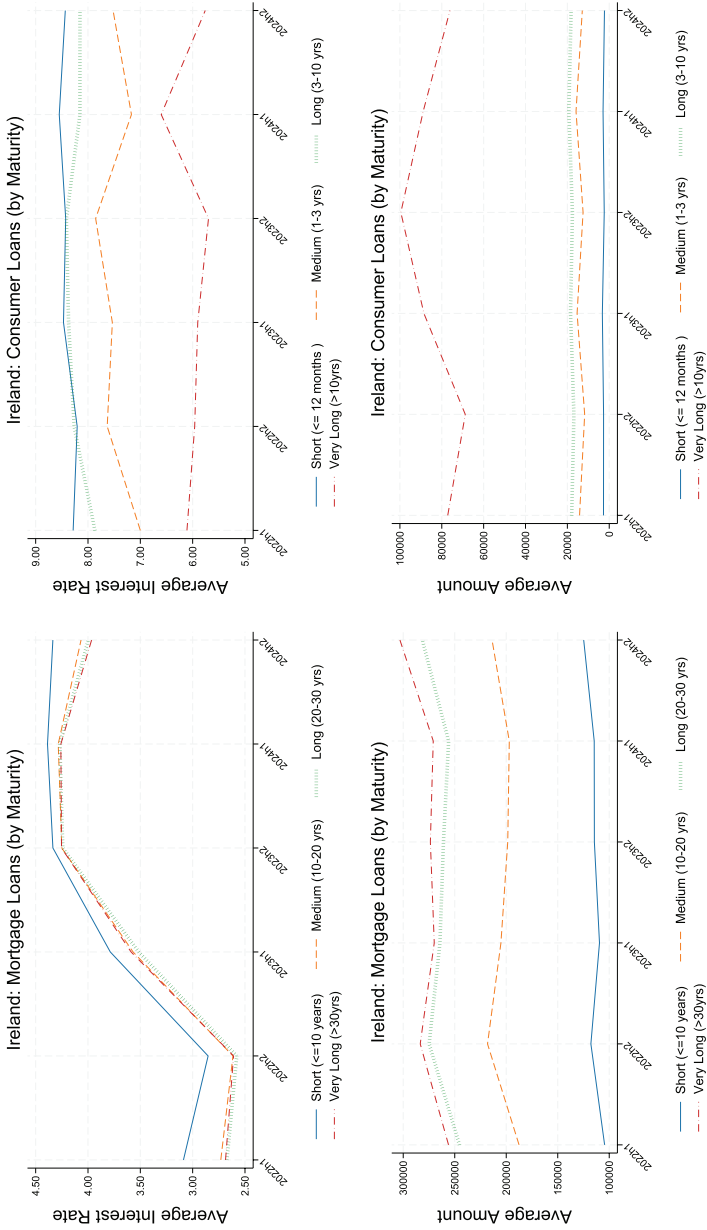 Ireland: Mortgage Loans (by Maturity)
Average Interest Rate
4.50
4.00
3.50
3.00
2.50
2022h1
2022h2
2023h1
2023h2
2024h1
2024h2
Short (<=10 years) Medium (10-20 yrs) Long (20-30 yrs)
Very Long (>30yrs)
Ireland: Consumer Loans (by Maturity)
Average Interest Rate
9.00
8.00
7.00
6.00
5.00
2022h1
2022h2
2023h1
2023h2
2024h1
2024h2
Short (<= 12 months ) Medium (1-3 yrs) Long (3-10 yrs)
Very Long (>10yrs)
Ireland: Mortgage Loans (by Maturity)
Average Amount
300000
250000
200000
150000
100000
2022h1
2022h2
2023h1
2023h2
2024h1
2024h2
Short (<=10 years) Medium (10-20 yrs) Long (20-30 yrs)
Very Long (>30yrs)
Ireland: Consumer Loans (by Maturity)
Average Amount
100000
80000
60000
40000
20000
0
2022h1
2022h2
2023h1
2023h2
2024h1
2024h2
Short (<= 12 months ) Medium (1-3 yrs) Long (3-10 yrs)
Very Long (>10yrs)